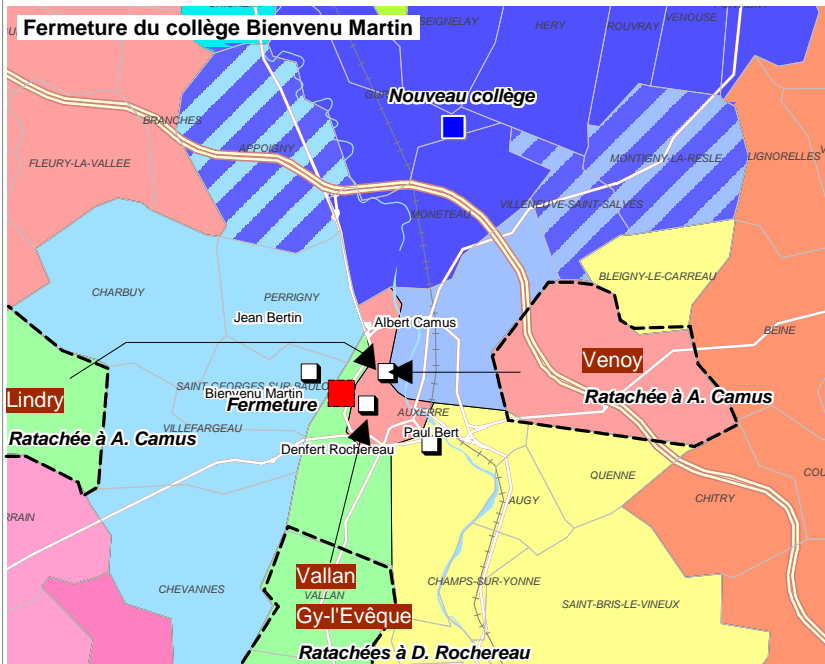 Fermeture du collège Bienvenu Martin
SEIGNELAY
HERY
ROUVRAY
VENOUSE
Nouveau collège
BRANCHES
APPOIGNY
FLEURY-LA-VALLEE
MONTIGNY-LA-RESLE
LIGNORELLES
VILLENEUVE-SAINT-SALVES
MONETEAU
BLEIGNY-LE-CARREAU
CHARBUY
PERRIGNY
Jean Bertin
Albert Camus
BEINE
Venoy
Ratachée à A. Camus
SAINT-GEORGES-SUR-BAULC
Bienvenu Martin
Lindry
Fermeture
AUXERRE
Ratachée à A. Camus
VILLEFARGEAU
Paul Bert
Denfert Rochereau
QUENNE
AUGY
CHITRY
COU
RRAIN
Vallan
CHEVANNES
VALLAN
CHAMPS-SUR-YONNE
SAINT-BRIS-LE-VINEUX
Gy-l'Evêque
Ratachées à D. Rochereau